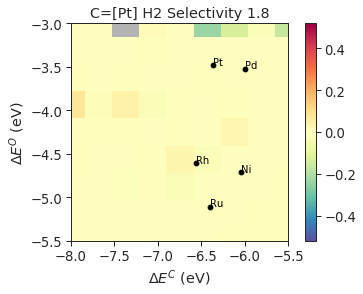 C=[Pt] H2 Selectivity 1.8
−3.0
−3.5
−4.0
−4.5
−5.0
−5.5
ΔE^O (eV)
Pt
Pd
Rh
Ni
Ru
−8.0 −7.5 −7.0 −6.5 −6.0 −5.5
ΔE^C (eV)
0.4
0.2
0.0
−0.2
−0.4